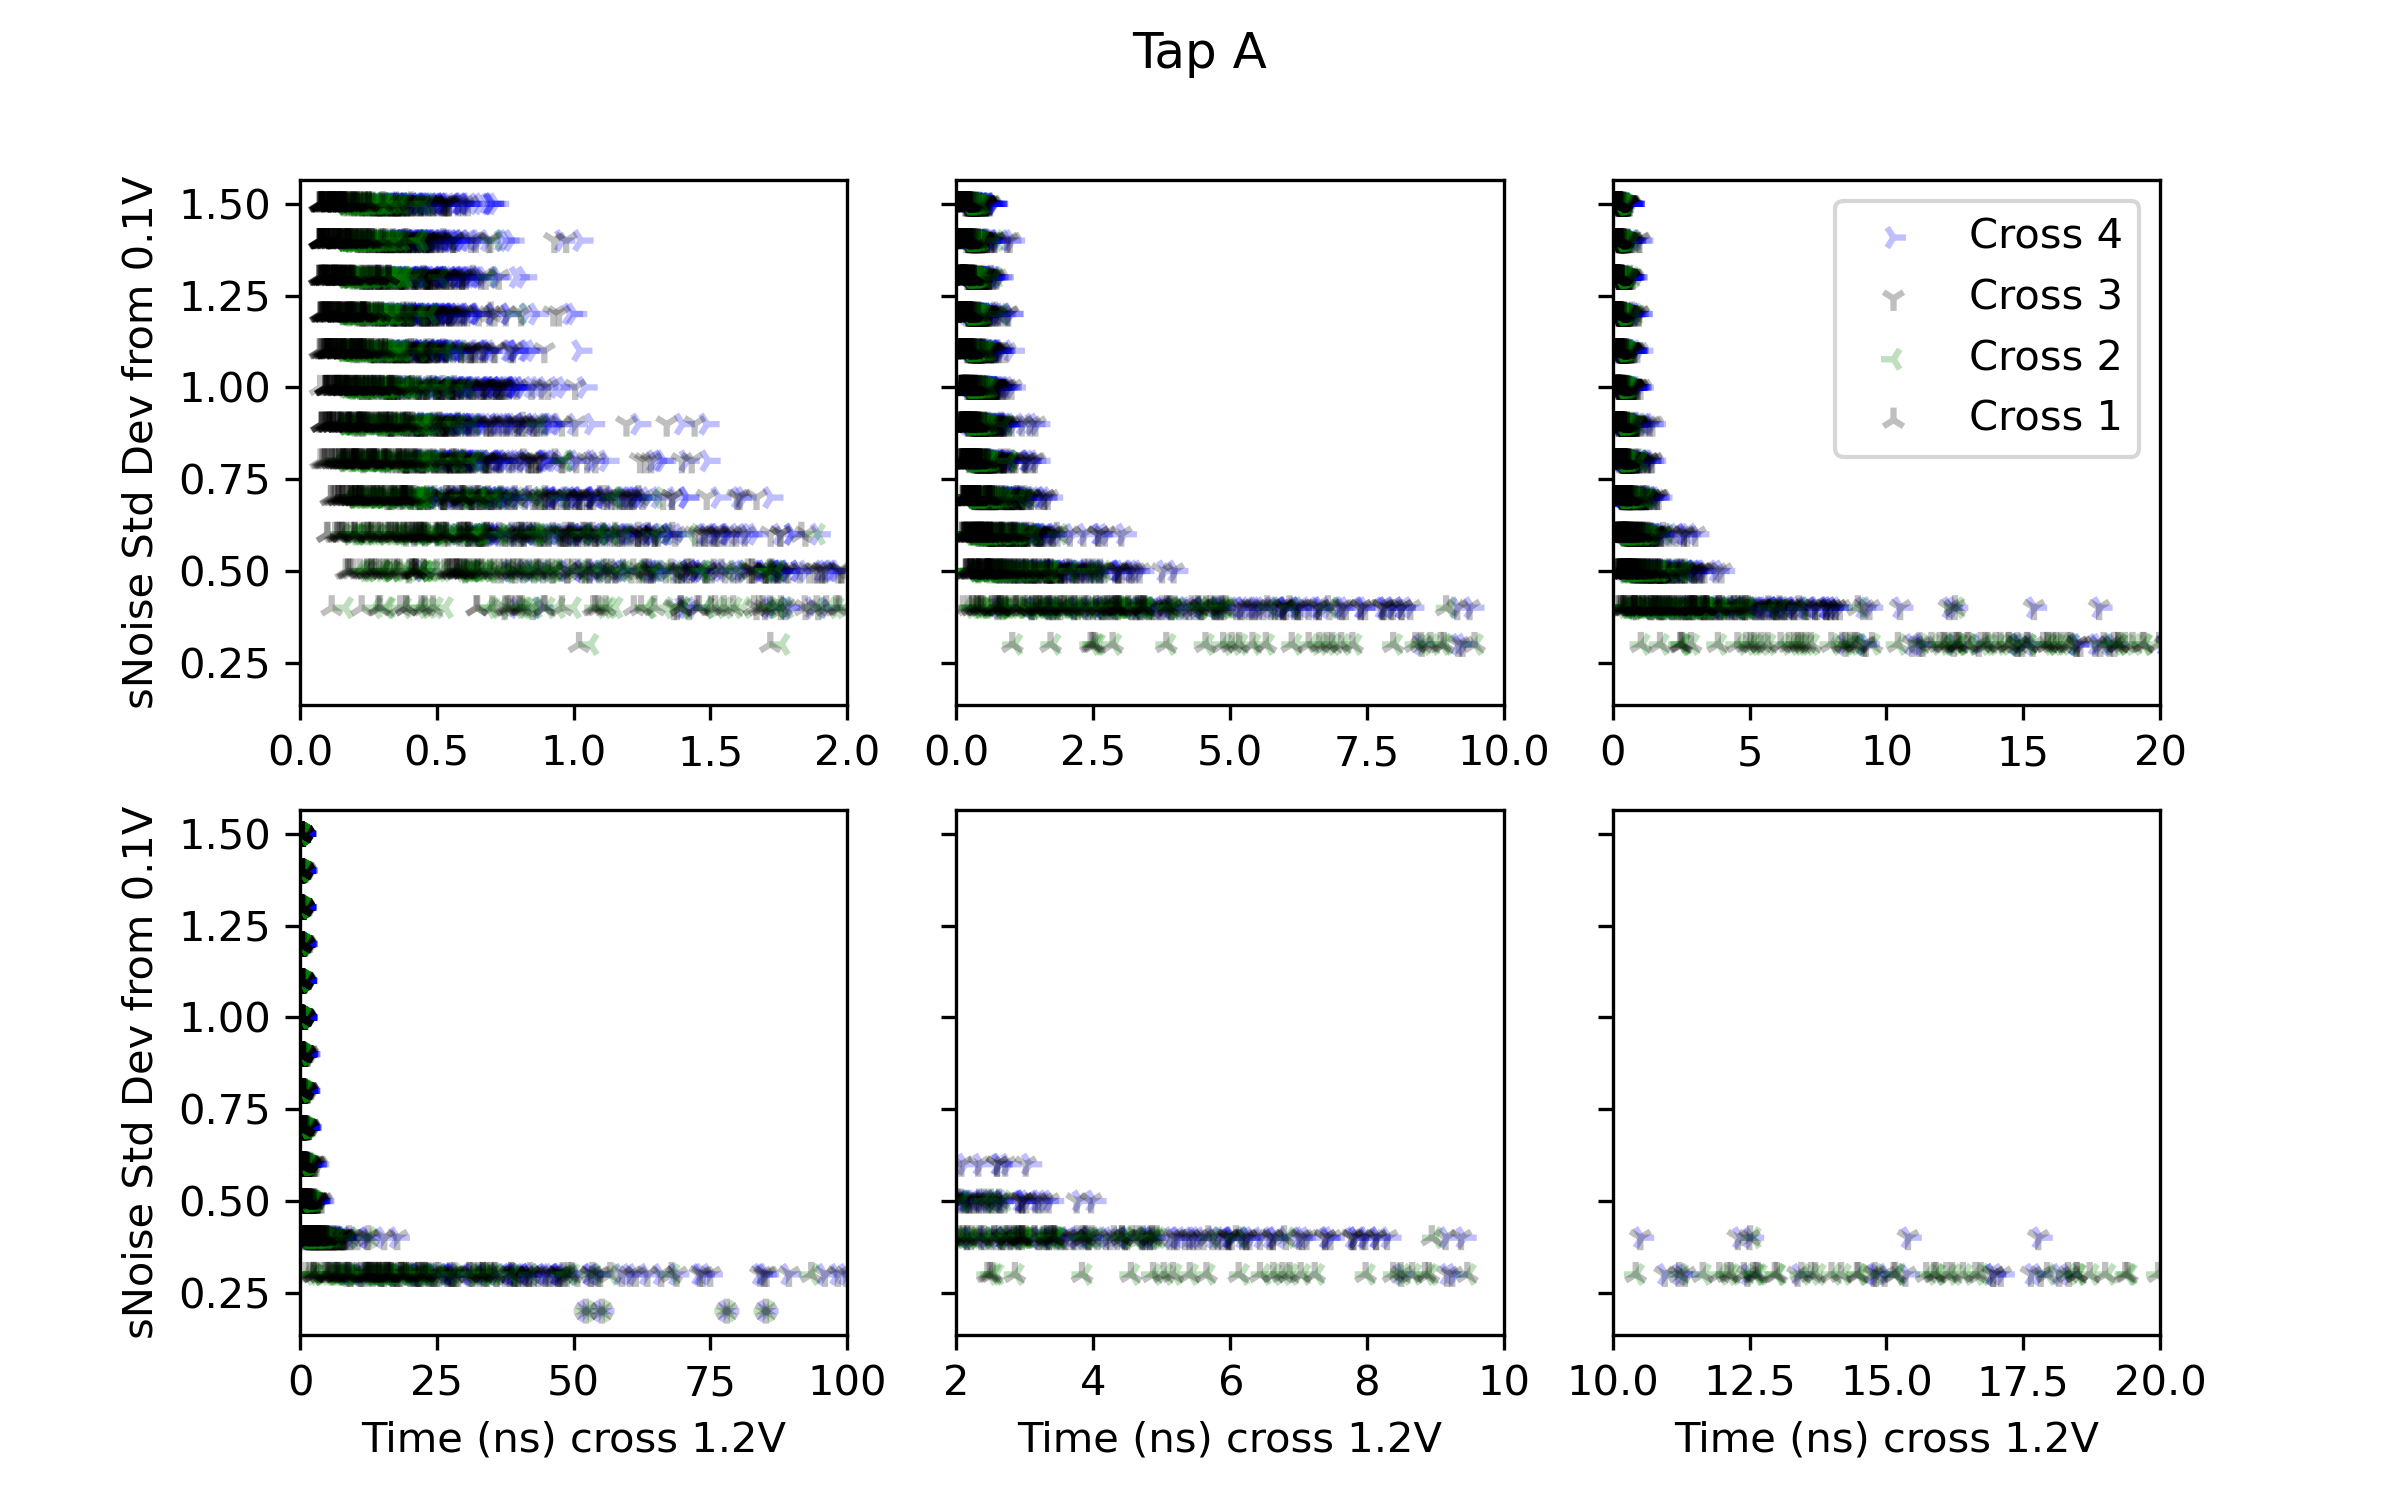 Tap A
sNoise Std Dev from 0.1V
1.50
1.25
1.00
0.75
0.50
0.25
0.0 0.5 1.0 1.5 2.0
0.0 2.5 5.0 7.5 10.0
Cross 4
Cross 3
Cross 2
Cross 1
0 5 10 15 20
sNoise Std Dev from 0.1V
1.50
1.25
1.00
0.75
0.50
0.25
0 25 50 75 100
Time (ns) cross 1.2V
2 4 6 8 10
Time (ns) cross 1.2V
10.0 12.5 15.0 17.5 20.0
Time (ns) cross 1.2V